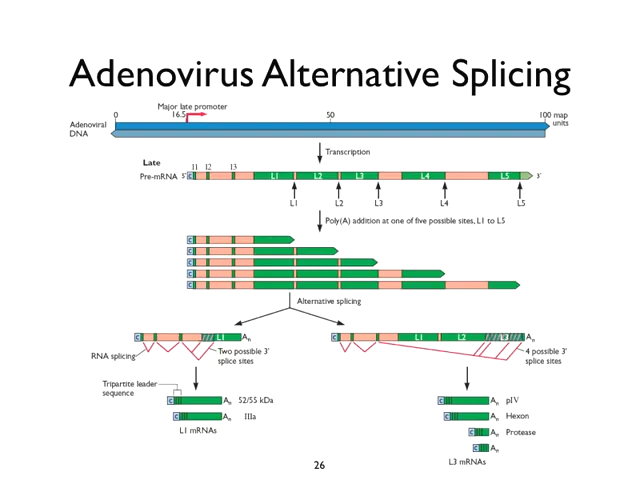 Adenovirus Alternative Splicing
Major late promoter
0 16.5 50 100 map units
Adenoviral DNA
Transcription
Late
l1 l2 l3
Pre-mRNA 5′ C L1 L2 L3 L4 L5 3′
L1 L2 L3 L4 L5
Poly(A) addition at one of five possible sites, L1 to L5
C
C
C
C
C
Alternative splicing
C L1 An
C L1 L2 L3 An
RNA splicing
Two possible 3′ splice sites
4 possible 3′ splice sites
Tripartite leader sequence
C An 52/55 kDa
C An IIIa
L1 mRNAs
C An pIV
C An Hexon
C An Protease
C An
L3 mRNAs
26